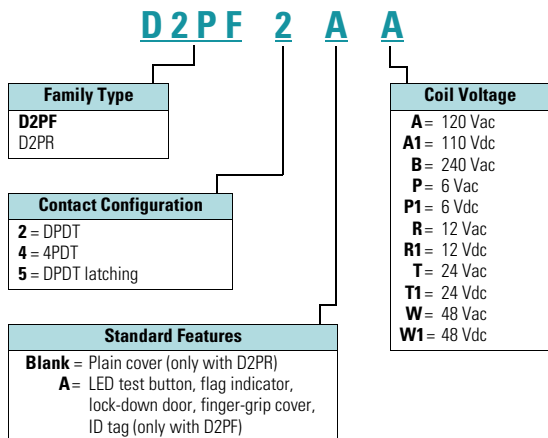 D2PF 2 A A
Family Type
D2PF
D2PR
Contact Configuration
2 = DPDT
4 = 4PDT
5 = DPDT latching
Standard Features
Blank = Plain cover (only with D2PR)
A = LED test button, flag indicator,
lock-down door, finger-grip cover,
ID tag (only with D2PF)
Coil Voltage
A = 120 Vac
A1 = 110 Vdc
B = 240 Vac
P = 6 Vac
P1 = 6 Vdc
R = 12 Vac
R1 = 12 Vdc
T = 24 Vac
T1 = 24 Vdc
W = 48 Vac
W1 = 48 Vdc